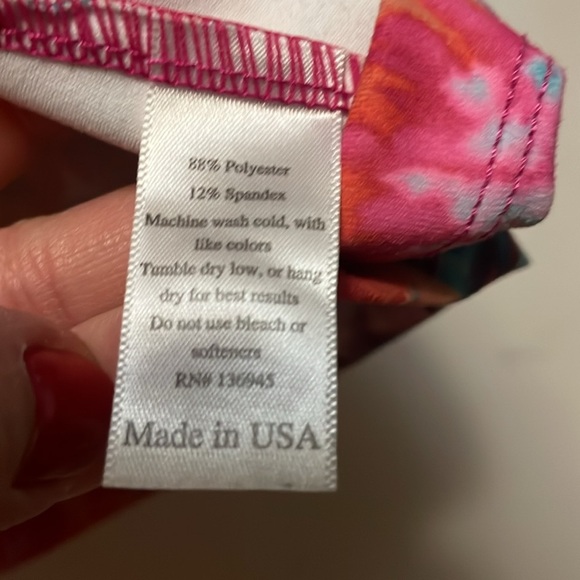 88% Polyester
12% Spandex
Machine wash cold, with
like colors
Tumble dry low, or hang
dry for best results
Do not use bleach or
softeners
RN# 136945
Made in USA